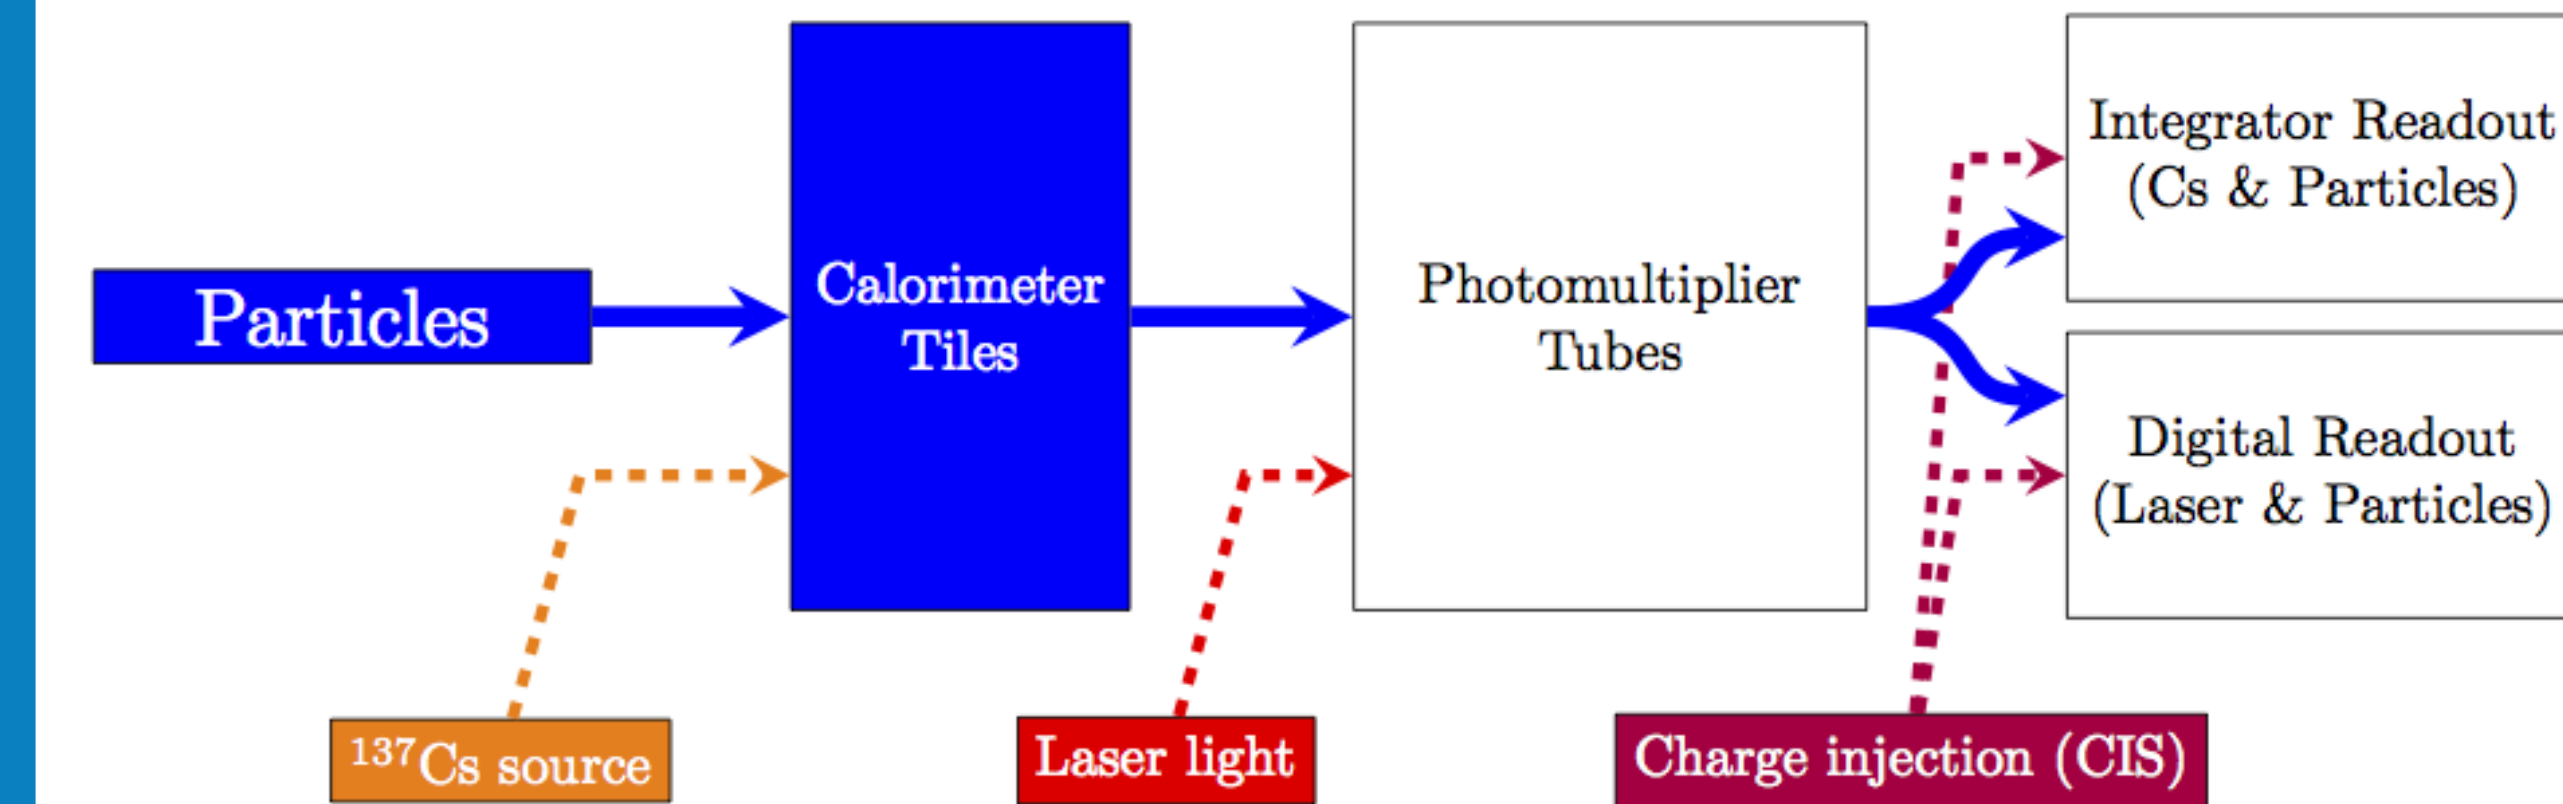 Particles
Calorimeter
Tiles
Photomultiplier
Tubes
Integrator Readout
(Cs & Particles)
Digital Readout
(Laser & Particles)
¹³⁷Cs source
Laser light
Charge injection (CIS)